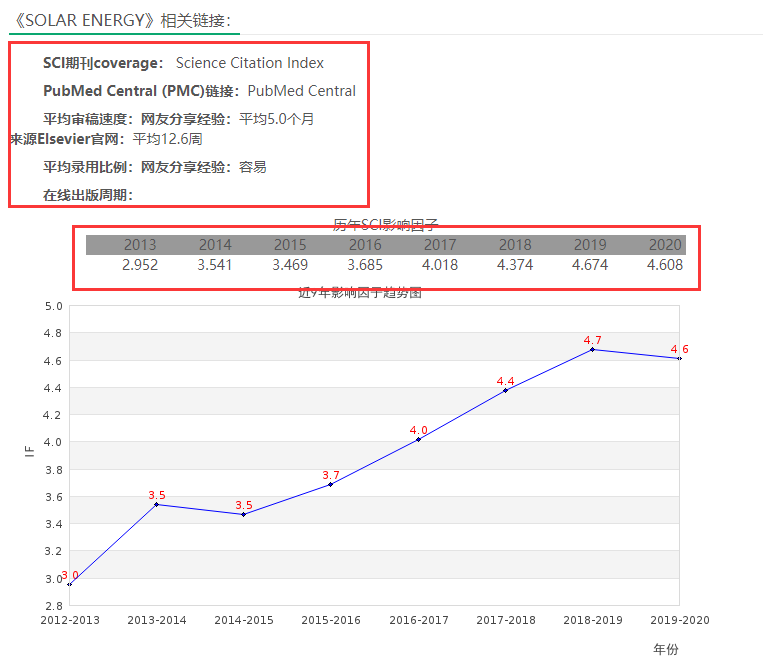 《SOLAR ENERGY》相关链接：
SCI期刊coverage： Science Citation Index
PubMed Central (PMC)链接：PubMed Central
平均审稿速度：网友分享经验：平均5.0个月
来源Elsevier官网：平均12.6周
平均录用比例：网友分享经验：容易
在线出版周期：
历年SCI影响因子
2013 2014 2015 2016 2017 2018 2019 2020
2.952 3.541 3.469 3.685 4.018 4.374 4.674 4.608
近9年影响因子趋势图
5.0
4.8
4.7
4.6
4.6
4.4
4.4
4.2
4.0
4.0
3.8
3.7
3.6
3.5
3.5
3.4
3.2
3.0
3.0
2.8
IF
2012-2013 2013-2014 2014-2015 2015-2016 2016-2017 2017-2018 2018-2019 2019-2020
年份